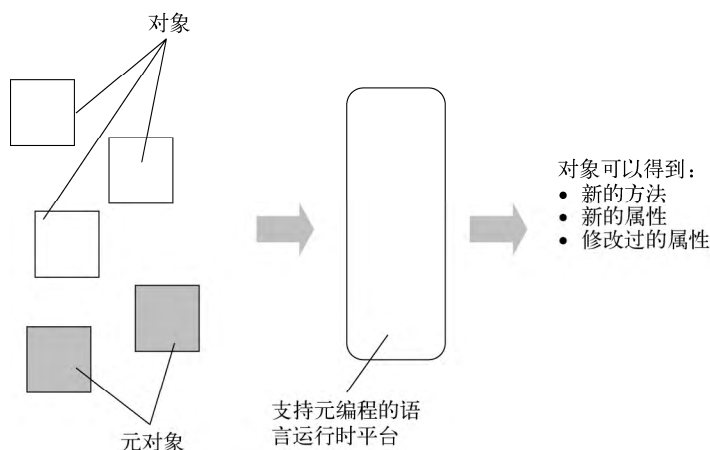 对象
对象可以得到：
• 新的方法
• 新的属性
• 修改过的属性
支持元编程的语
言运行时平台
元对象